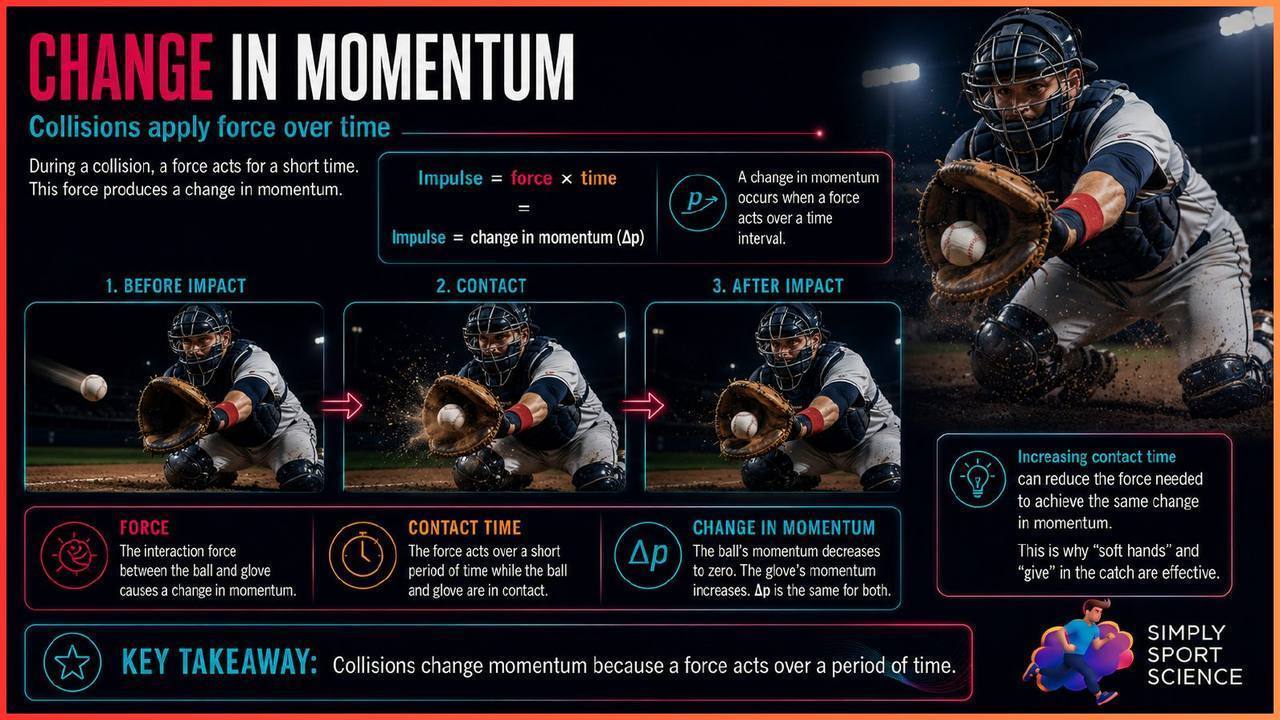 CHANGE IN MOMENTUM
Collisions apply force over time
During a collision, a force acts for a short time.
This force produces a change in momentum.
Impulse = force × time
=
Impulse = change in momentum (Δp)
p
A change in momentum
occurs when a force
acts over a time
interval.
1. BEFORE IMPACT
2. CONTACT
3. AFTER IMPACT
FORCE
The interaction force
between the ball and glove
causes a change in momentum.
CONTACT TIME
The force acts over a short
period of time while the ball
and glove are in contact.
Δp
CHANGE IN MOMENTUM
The ball's momentum decreases
to zero. The glove's momentum
increases. Δp is the same for both.
Increasing contact time
can reduce the force needed
to achieve the same change
in momentum.
This is why “soft hands” and
“give” in the catch are effective.
KEY TAKEAWAY: Collisions change momentum because a force acts over a period of time.
SIMPLY
SPORT
SCIENCE